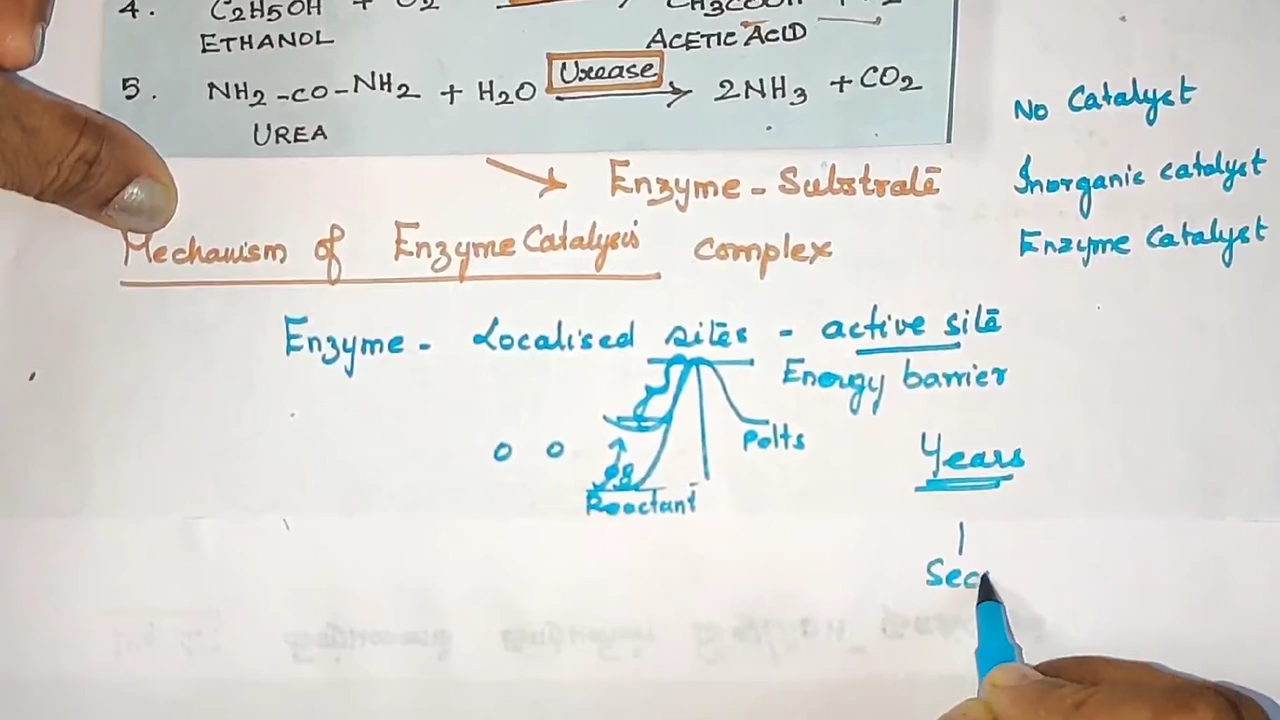 4. C2H5OH + O2 → CH3COOH
ETHANOL ACETIC ACID
5. NH2-CO-NH2 + H2O Urease → 2NH3 + CO2
UREA
No Catalyst
Inorganic catalyst
Enzyme Catalyst
→ Enzyme - Substrate
Mechanism of Enzyme Catalysis complex
Enzyme - Localised sites - active site
Energy barrier
Pdts
Reactant
Years
Sec